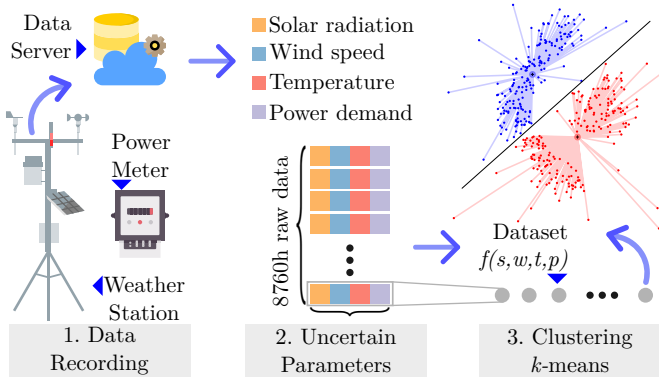 Data
Server
Power
Meter
Weather
Station
1. Data
Recording
Solar radiation
Wind speed
Temperature
Power demand
8760h raw data
2. Uncertain
Parameters
Dataset
f(s,w,t,p)
3. Clustering
k-means